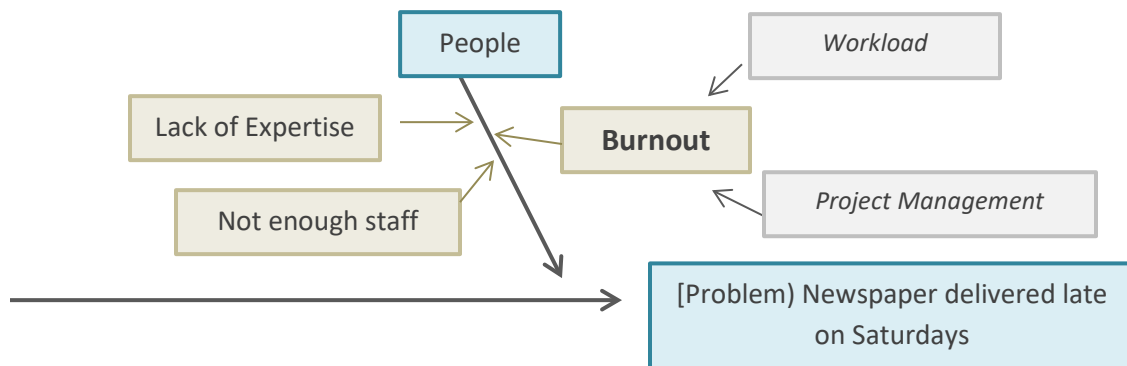 People
Workload
Lack of Expertise
Burnout
Project Management
Not enough staff
[Problem) Newspaper delivered late
on Saturdays